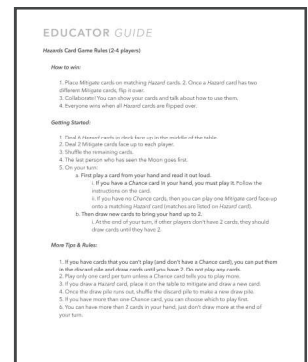 EDUCATOR GUIDE
Hazards Card Game Rules (2-4 players)
How to win:
1. Place Mitigate cards on matching Hazard cards. 2. Once a Hazard card has two
different Mitigate cards, flip it over.
3. Collaborate! You can show your cards and talk about how to use them.
4. Everyone wins when all Hazard cards are flipped over.
Getting Started:
1. Deal 6 Hazard cards in deck face up in the middle of the table.
2. Deal 2 Mitigate cards face up to each player.
3. Shuffle the remaining cards.
4. The last person who has seen the Moon goes first.
5. On your turn:
a. First play a card from your hand and read it out loud.
i. If you have a Chance card in your hand, you must play it. Follow the
instructions on the card.
ii. If you have no Chance cards, then you can play one Mitigate card face-up
onto a matching Hazard card (matches are listed on Hazard card).
b. Then draw new cards to bring your hand up to 2.
i. At the end of your turn, if other players don't have 2 cards, they should
draw cards until they have 2.
More Tips & Rules:
1. If you have cards that you can't play (and don't have a Chance card), you can put them
in the discard pile and draw cards until you have 2. Do not play any cards.
2. Play only one card per turn unless a Chance card tells you to play more.
3. If you draw a Hazard card, place it on the table to mitigate and draw a new card.
4. Once the draw pile runs out, shuffle the discard pile to make a new draw pile.
5. If you have more than one Chance card, you can choose which to play first.
6. You can have more than 2 cards in your hand, just don't draw more at the end of
your turn.